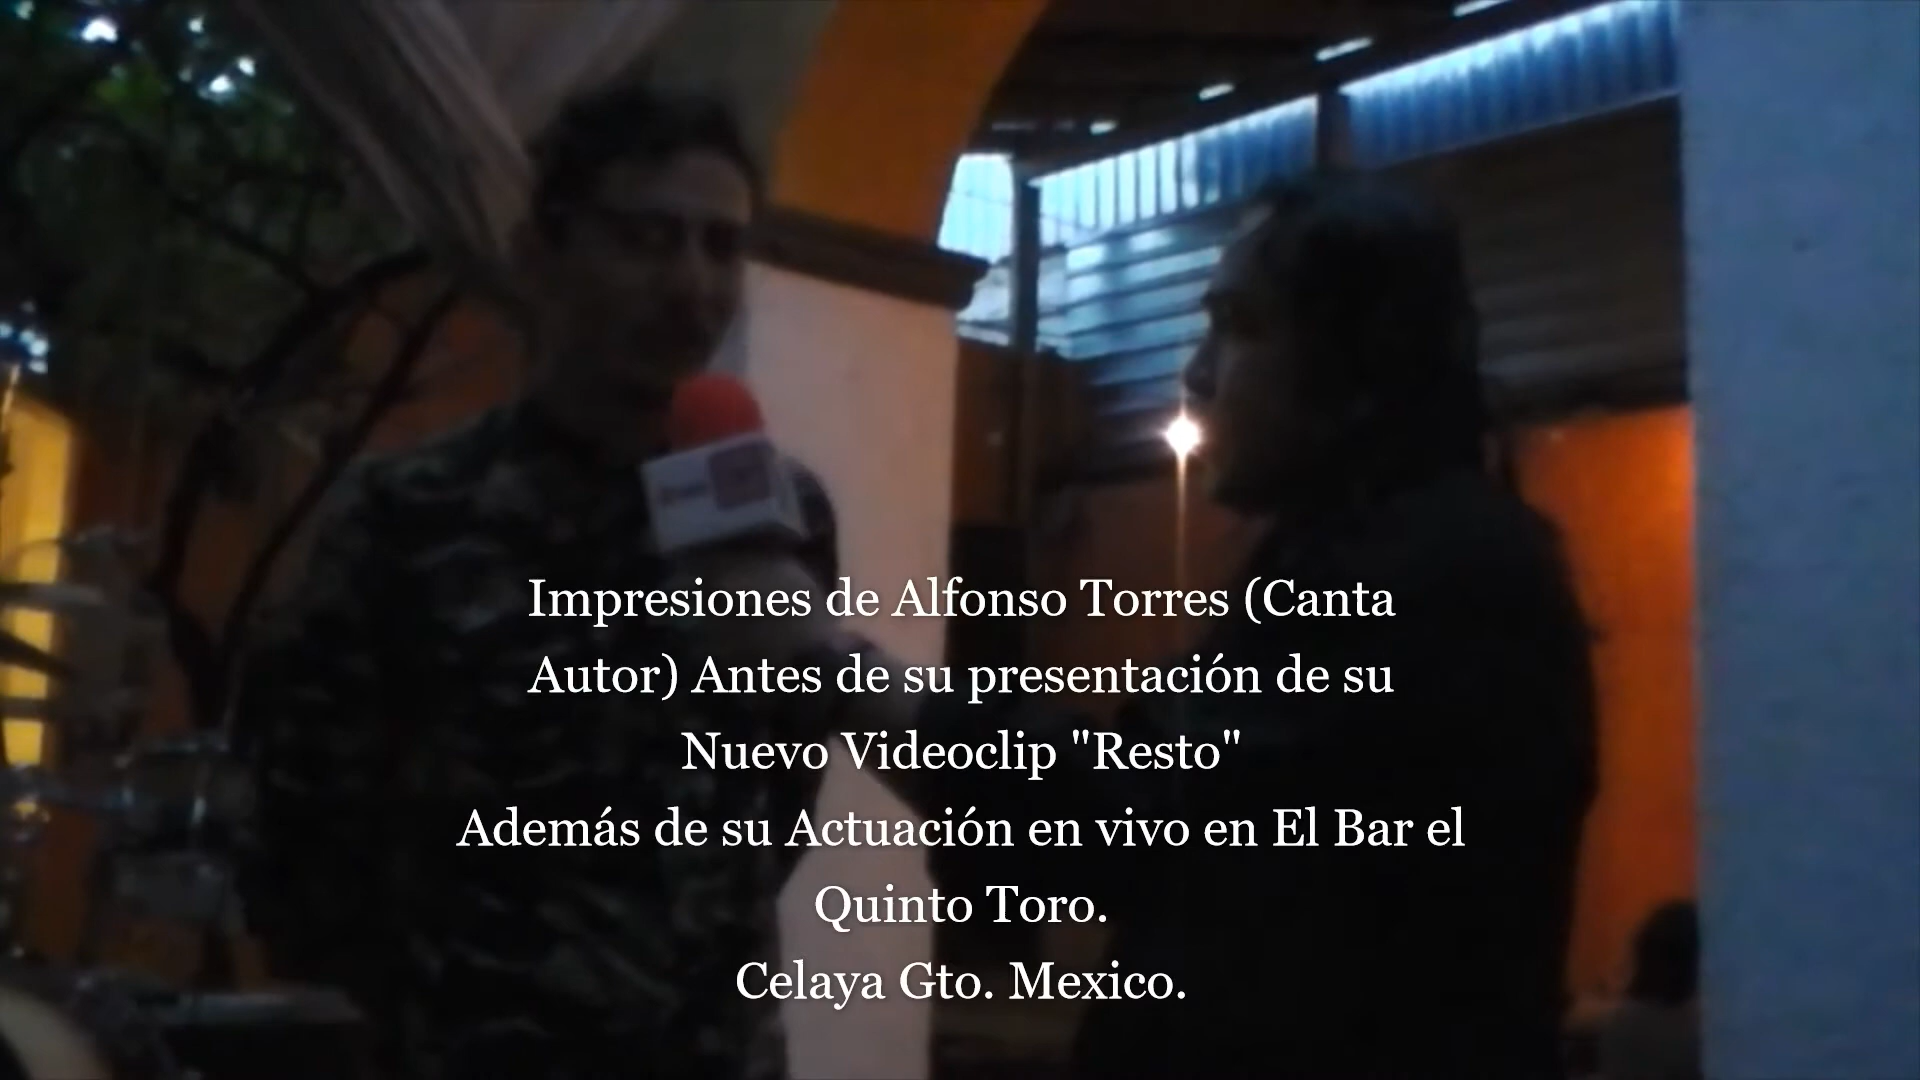 Impresiones de Alfonso Torres (Canta
Autor) Antes de su presentación de su
Nuevo Videoclip "Resto"
Además de su Actuación en vivo en El Bar el
Quinto Toro.
Celaya Gto. Mexico.